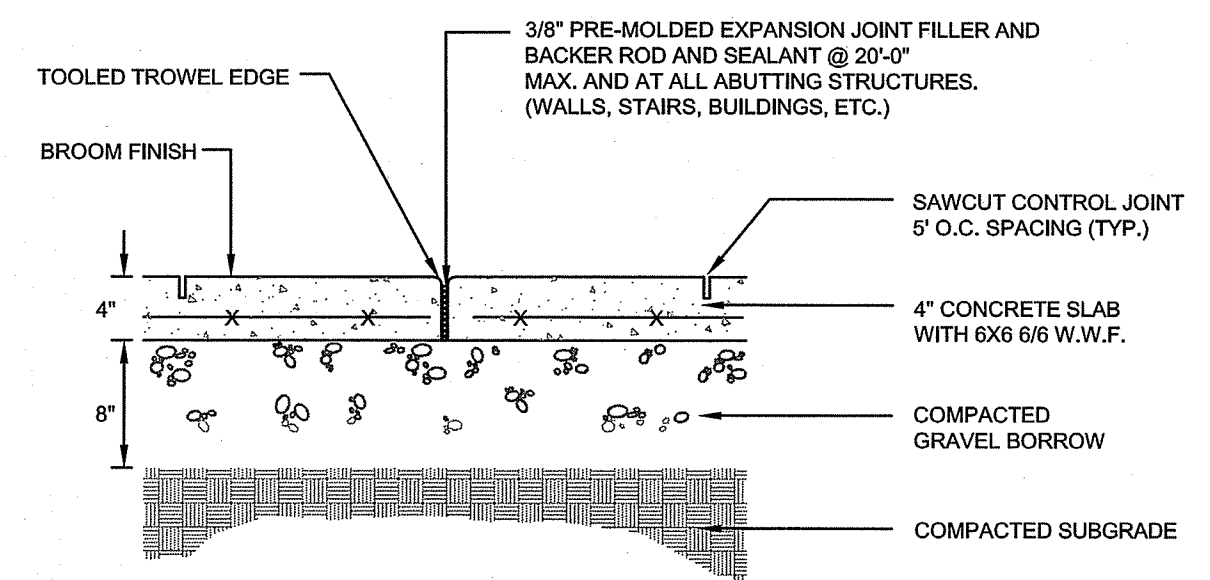 3/8" PRE-MOLDED EXPANSION JOINT FILLER AND
BACKER ROD AND SEALANT @ 20'-0"
MAX. AND AT ALL ABUTTING STRUCTURES.
(WALLS, STAIRS, BUILDINGS, ETC.)
TOOLED TROWEL EDGE
BROOM FINISH
SAWCUT CONTROL JOINT
5' O.C. SPACING (TYP.)
4"
4" CONCRETE SLAB
WITH 6X6 6/6 W.W.F.
8"
COMPACTED
GRAVEL BORROW
COMPACTED SUBGRADE